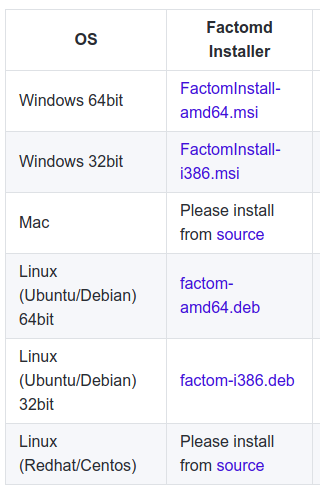 OS
Factomd
Installer
Windows 64bit
FactomInstall-
amd64.msi
Windows 32bit
FactomInstall-
i386.msi
Mac
Please install
from source
Linux
(Ubuntu/Debian)
64bit
factom-
amd64.deb
Linux
(Ubuntu/Debian)
32bit
factom-i386.deb
Linux
(Redhat/Centos)
Please install
from source